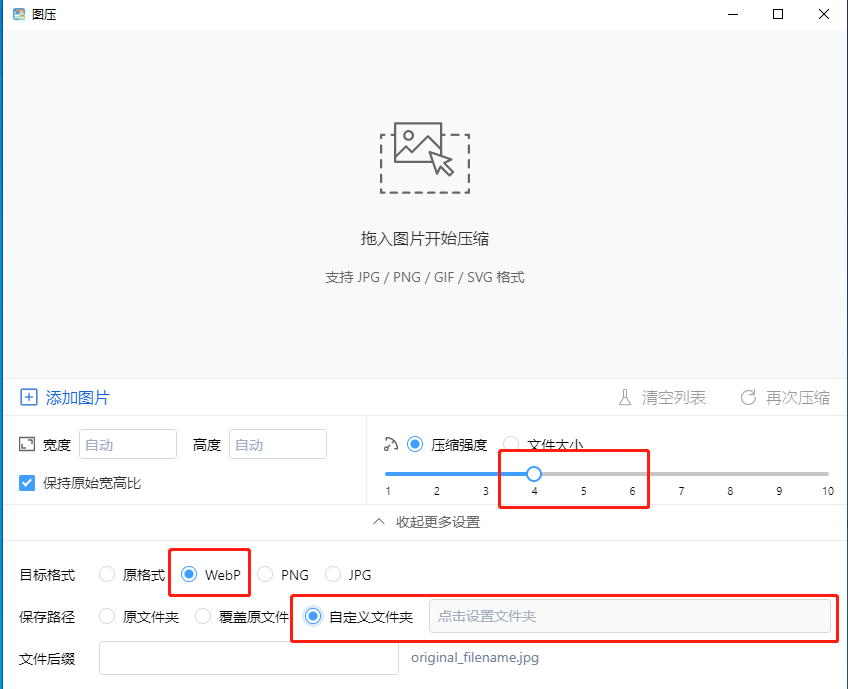 图压
拖入图片开始压缩
支持 JPG / PNG / GIF / SVG 格式
添加图片 清空列表 再次压缩
宽度 自动 高度 自动 压缩强度 文件大小
保持原始宽高比 1 2 3 4 5 6 7 8 9 10
收起更多设置
目标格式 原格式 WebP PNG JPG
保存路径 原文件夹 覆盖原文件 自定义文件夹 点击设置文件夹
文件后缀 original_filename.jpg